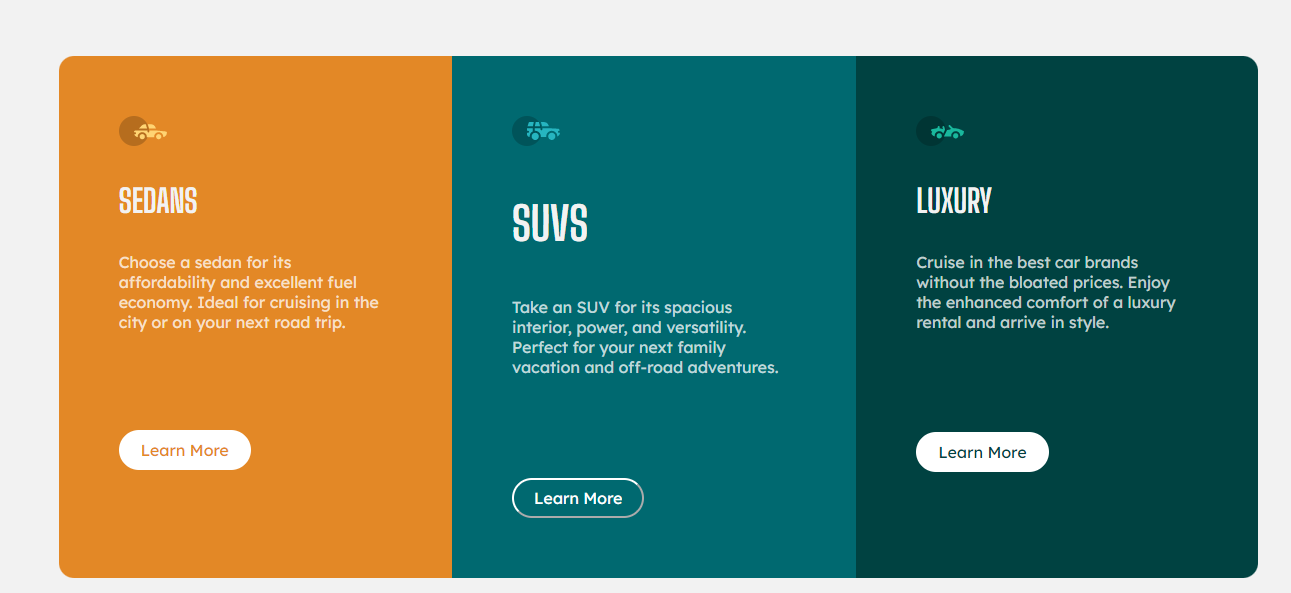 SEDANS
Choose a sedan for its
affordability and excellent fuel
economy. Ideal for cruising in the
city or on your next road trip.
Learn More
SUVS
Take an SUV for its spacious
interior, power, and versatility.
Perfect for your next family
vacation and off-road adventures.
Learn More
LUXURY
Cruise in the best car brands
without the bloated prices. Enjoy
the enhanced comfort of a luxury
rental and arrive in style.
Learn More